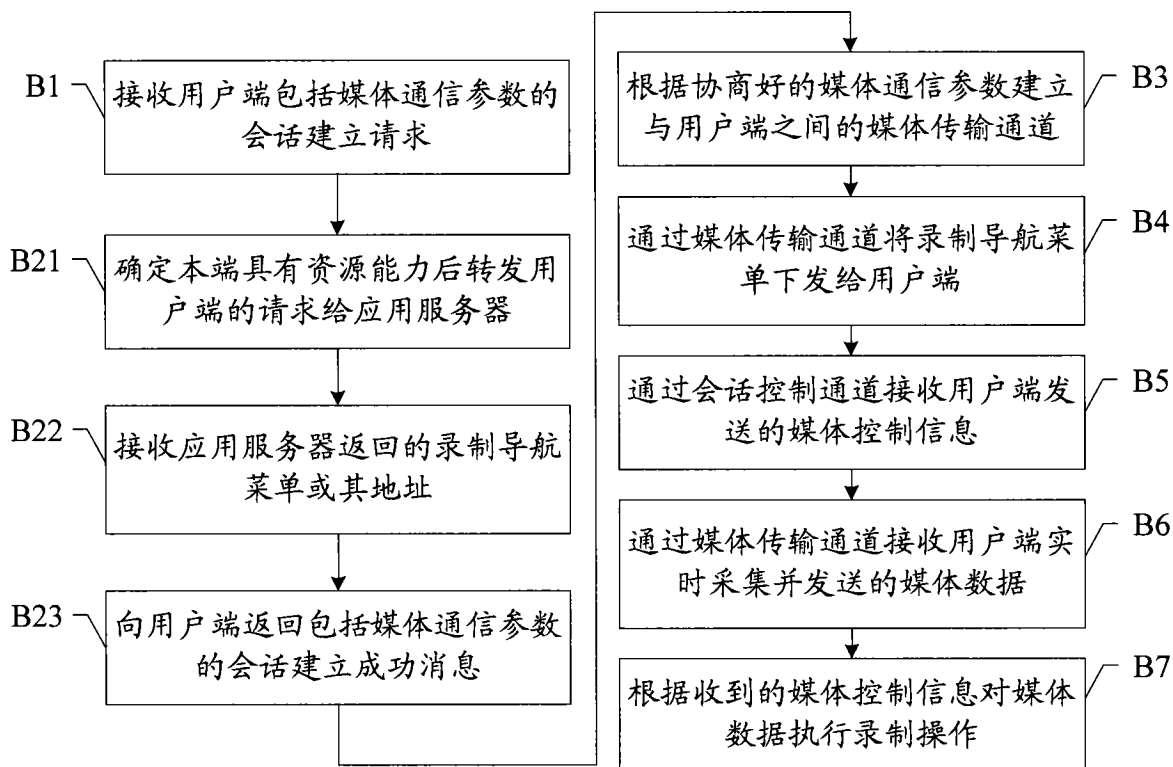 B1
接收用户端包括媒体通信参数的
会话建立请求
B21
确定本端具有资源能力后转发用
户端的请求给应用服务器
B22
接收应用服务器返回的录制导航
菜单或其地址
B23
向用户端返回包括媒体通信参数
的会话建立成功消息
B3
根据协商好的媒体通信参数建立
与用户端之间的媒体传输通道
B4
通过媒体传输通道将录制导航菜
单下发给用户端
B5
通过会话控制通道接收用户端发
送的媒体控制信息
B6
通过媒体传输通道接收用户端实
时采集并发送的媒体数据
B7
根据收到的媒体控制信息对媒体
数据执行录制操作